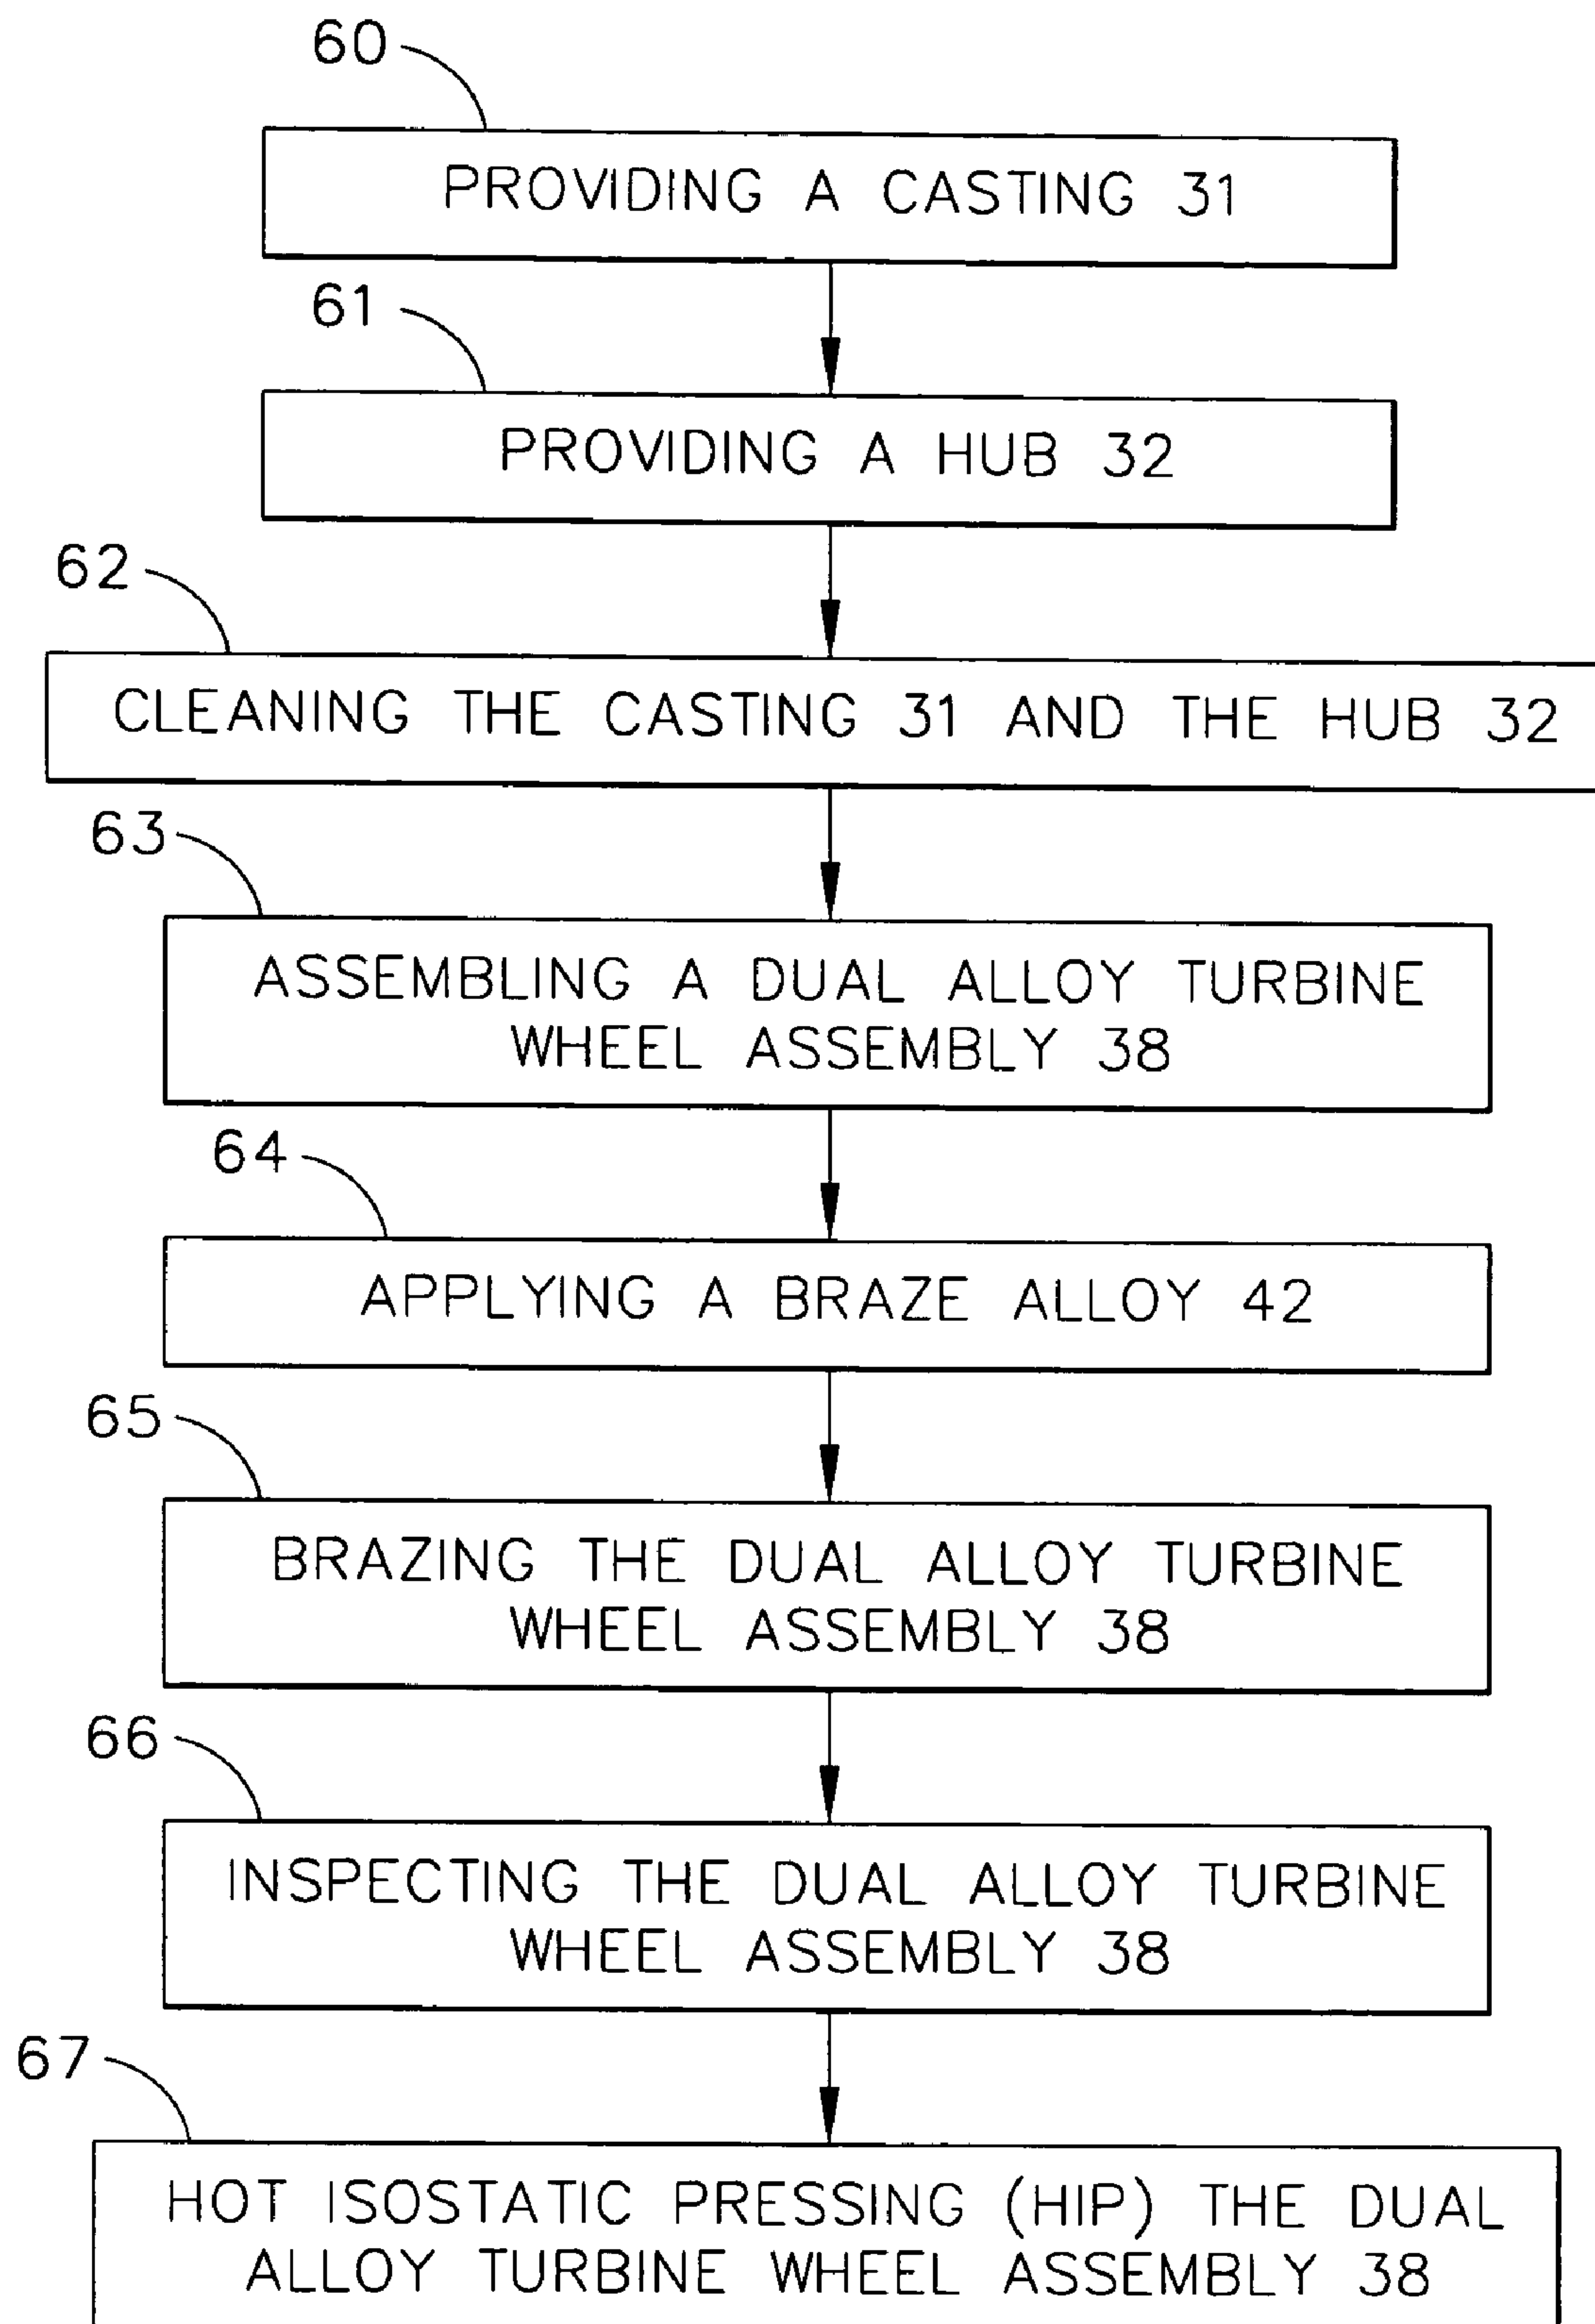 60
PROVIDING A CASTING 31
61
PROVIDING A HUB 32
62
CLEANING THE CASTING 31 AND THE HUB 32
63
ASSEMBLING A DUAL ALLOY TURBINE
WHEEL ASSEMBLY 38
64
APPLYING A BRAZE ALLOY 42
65
BRAZING THE DUAL ALLOY TURBINE
WHEEL ASSEMBLY 38
66
INSPECTING THE DUAL ALLOY TURBINE
WHEEL ASSEMBLY 38
67
HOT ISOSTATIC PRESSING (HIP) THE DUAL
ALLOY TURBINE WHEEL ASSEMBLY 38